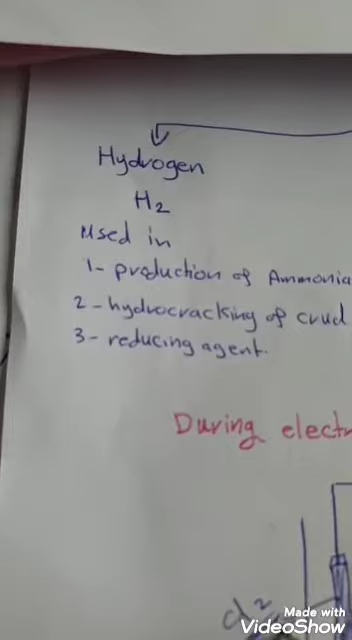 Hydrogen
H2
Used in
1- production of Ammonia
2- hydrocracking of crud
3- reducing agent.
During electr
cl2
Made with
VideoShow